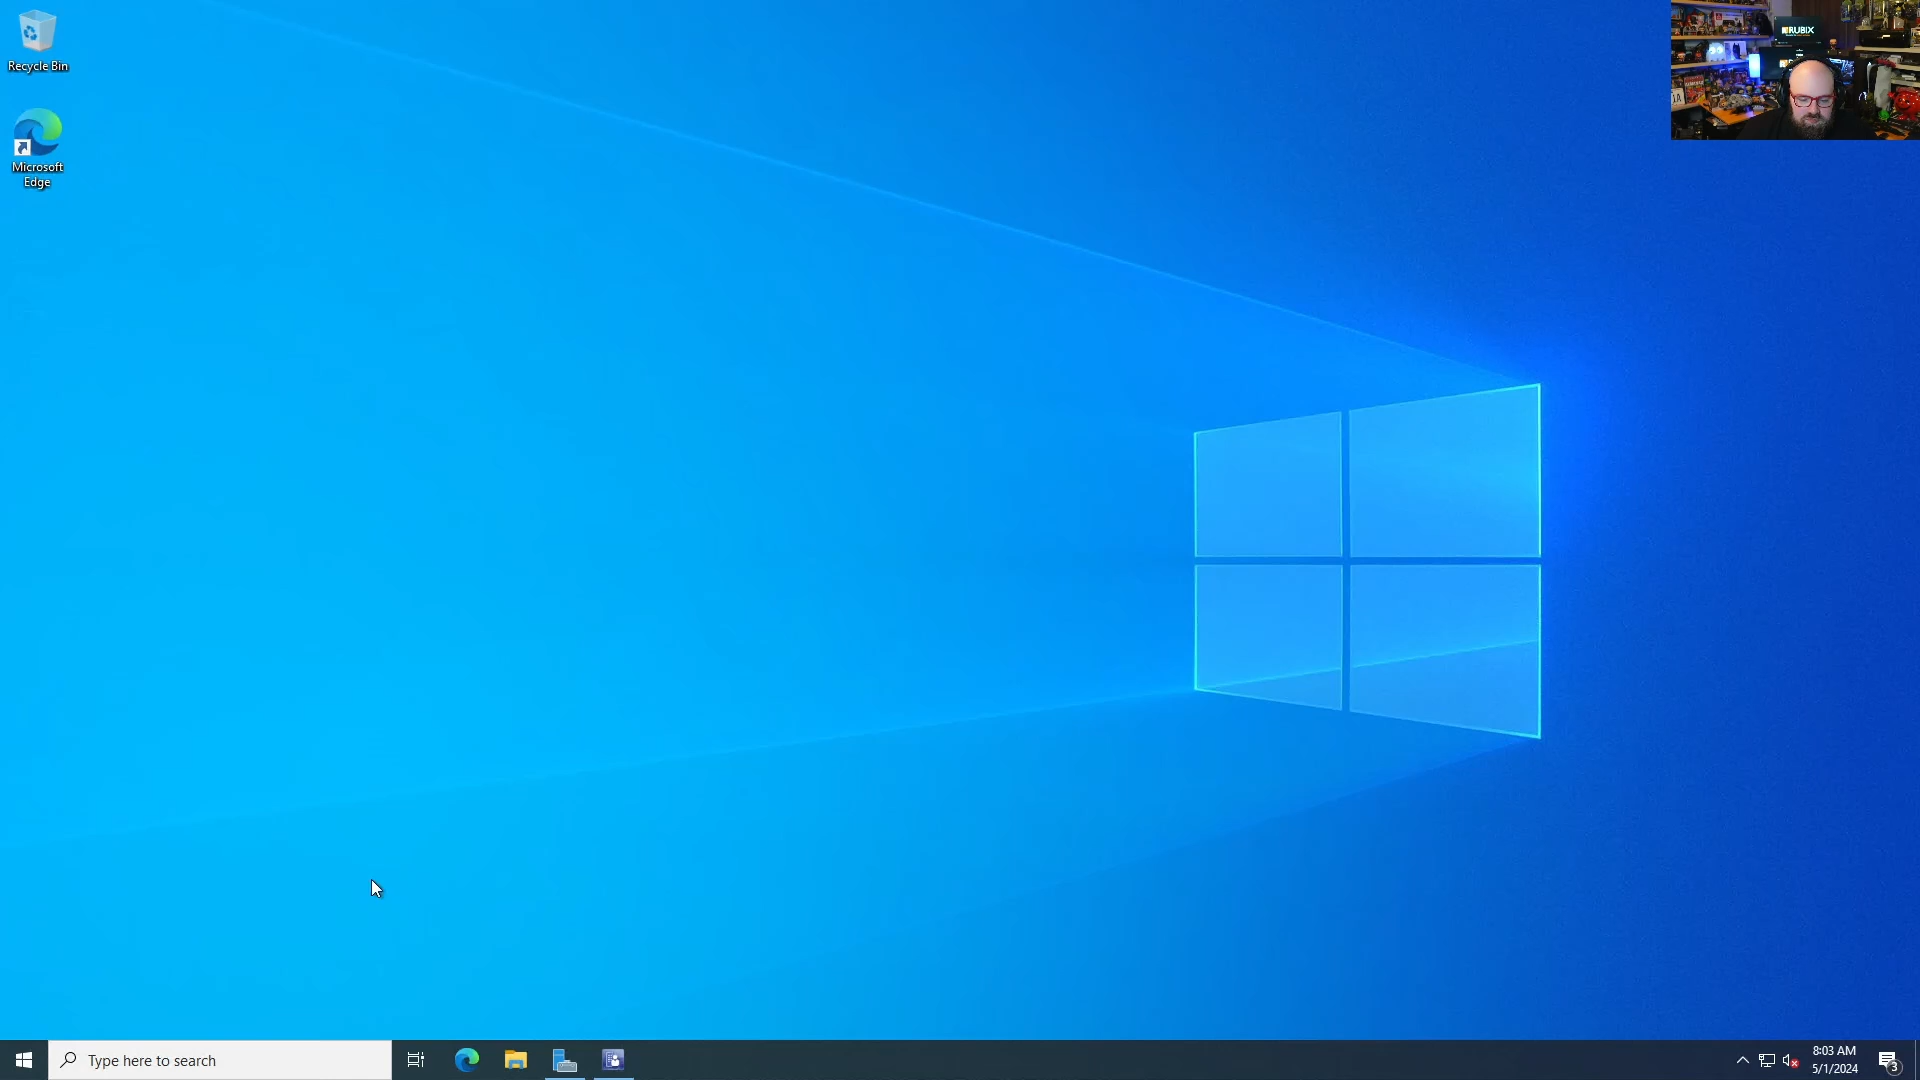 Recycle Bin
RUBIX
Microsoft
Edge
Type here to search
8:03 AM
5/1/2024
3